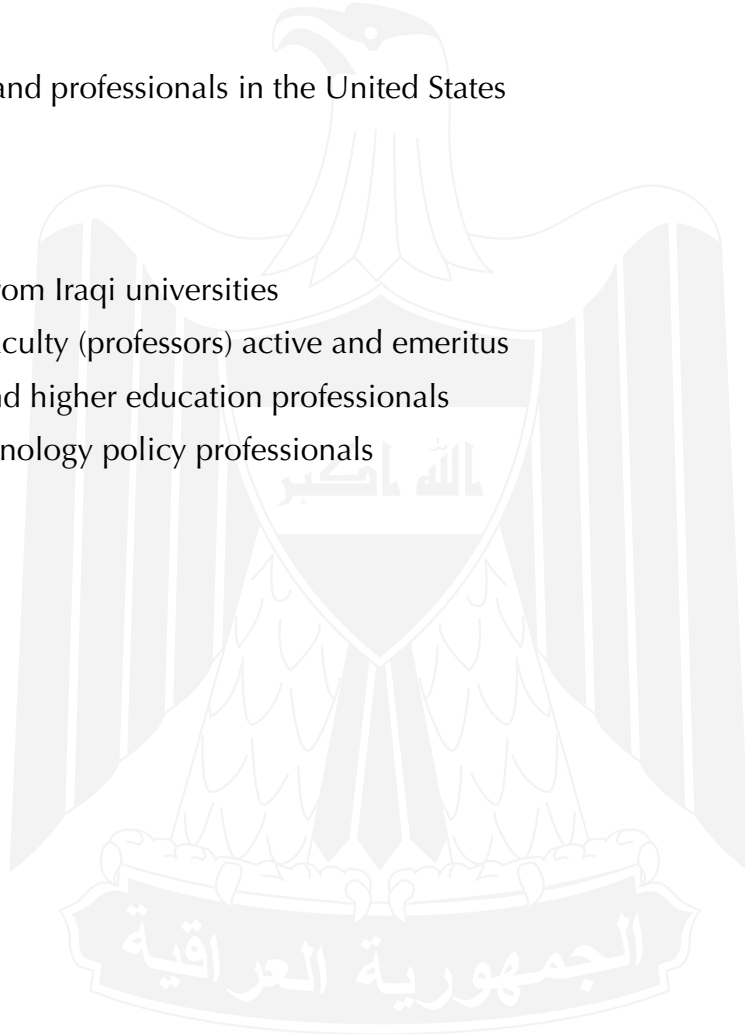 and professionals in the United States
rom Iraqi universities
culty (professors) active and emeritus
nd higher education professionals
nology policy professionals
الله اكبر
الجمهورية العراقية